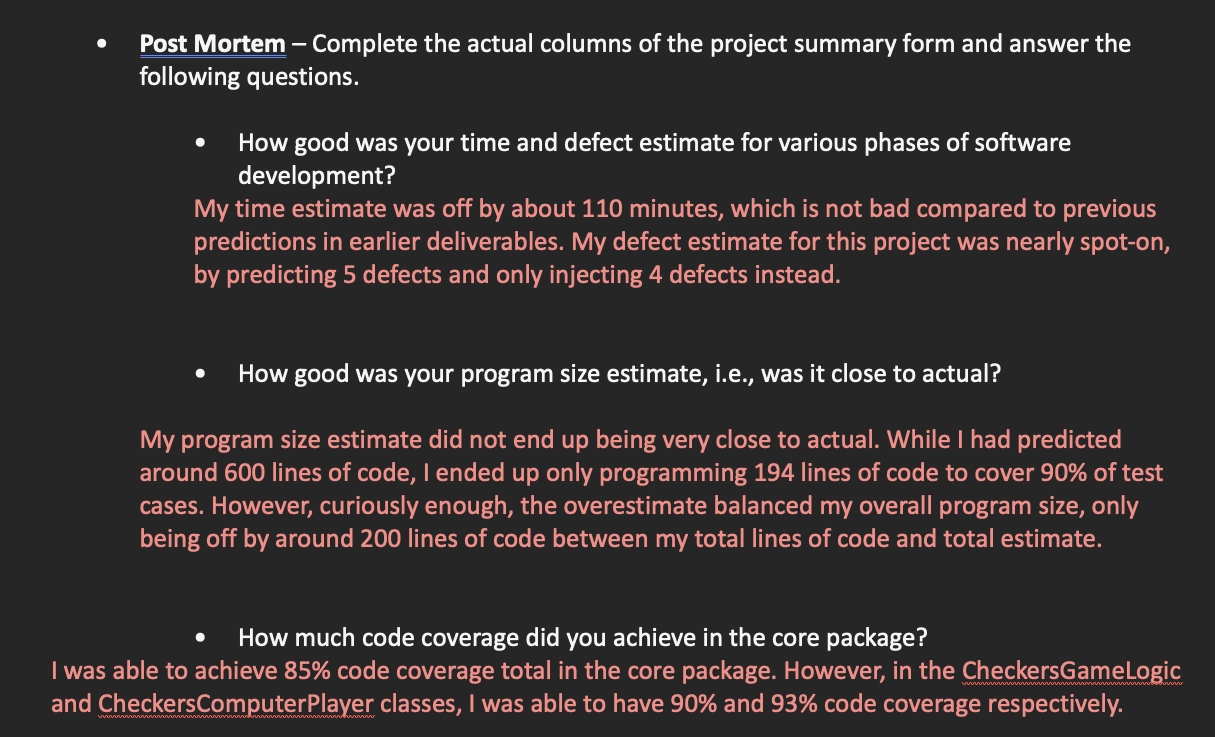 • Post Mortem – Complete the actual columns of the project summary form and answer the
following questions.
• How good was your time and defect estimate for various phases of software
development?
My time estimate was off by about 110 minutes, which is not bad compared to previous
predictions in earlier deliverables. My defect estimate for this project was nearly spot-on,
by predicting 5 defects and only injecting 4 defects instead.
• How good was your program size estimate, i.e., was it close to actual?
My program size estimate did not end up being very close to actual. While I had predicted
around 600 lines of code, I ended up only programming 194 lines of code to cover 90% of test
cases. However, curiously enough, the overestimate balanced my overall program size, only
being off by around 200 lines of code between my total lines of code and total estimate.
• How much code coverage did you achieve in the core package?
I was able to achieve 85% code coverage total in the core package. However, in the CheckersGameLogic
and CheckersComputerPlayer classes, I was able to have 90% and 93% code coverage respectively.